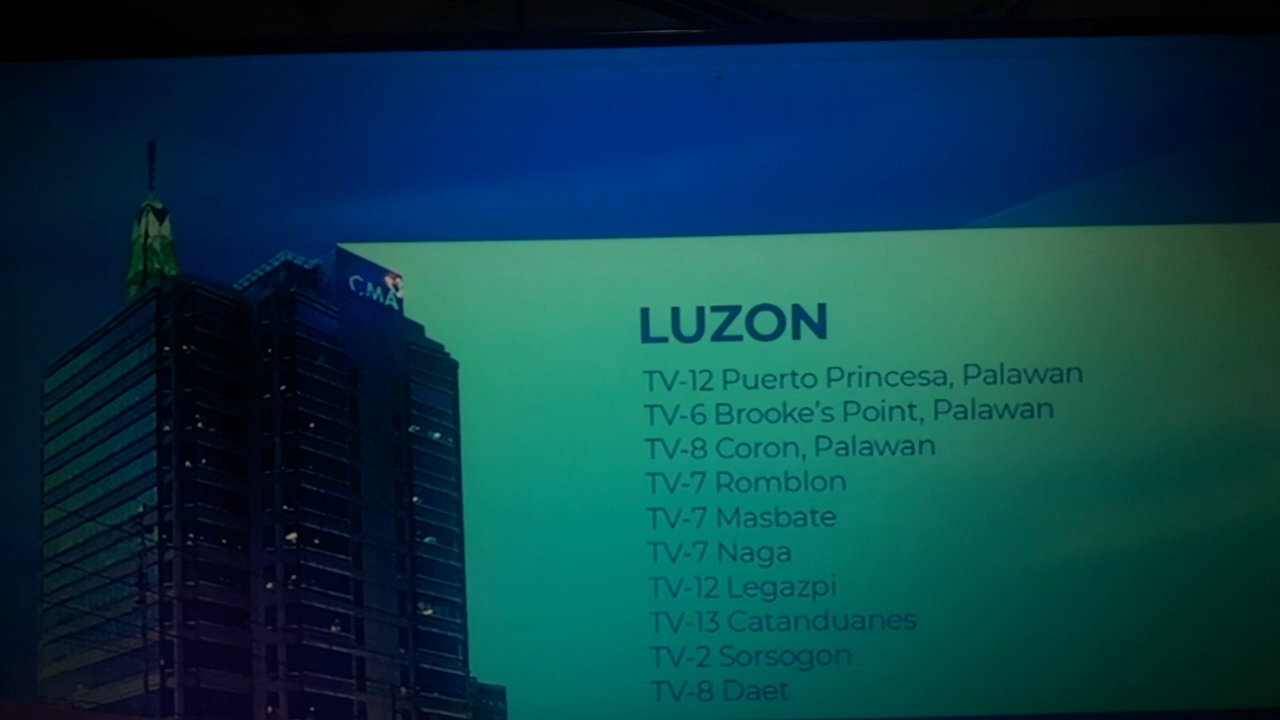 GMA
LUZON
TV-12 Puerto Princesa, Palawan
TV-6 Brooke's Point, Palawan
TV-8 Coron, Palawan
TV-7 Romblon
TV-7 Masbate
TV-7 Naga
TV-12 Legazpi
TV-13 Catanduanes
TV-2 Sorsogon
TV-8 Daet